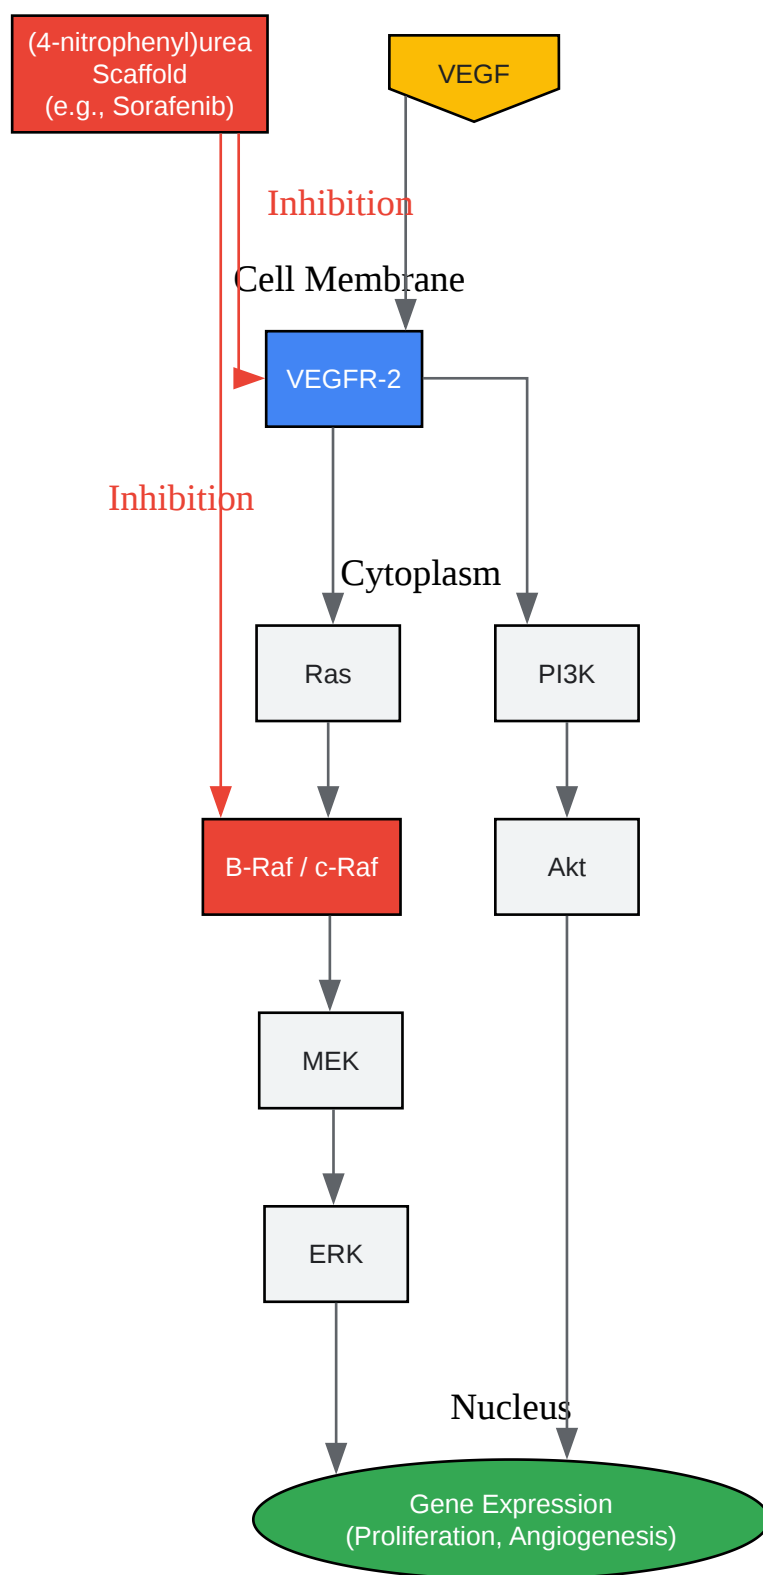 (4-nitrophenyl)urea
Scaffold
(e.g., Sorafenib)
VEGF
Inhibition
Cell Membrane
VEGFR-2
Inhibition
Cytoplasm
Ras
PI3K
B-Raf / c-Raf
Akt
MEK
ERK
Nucleus
Gene Expression
(Proliferation, Angiogenesis)